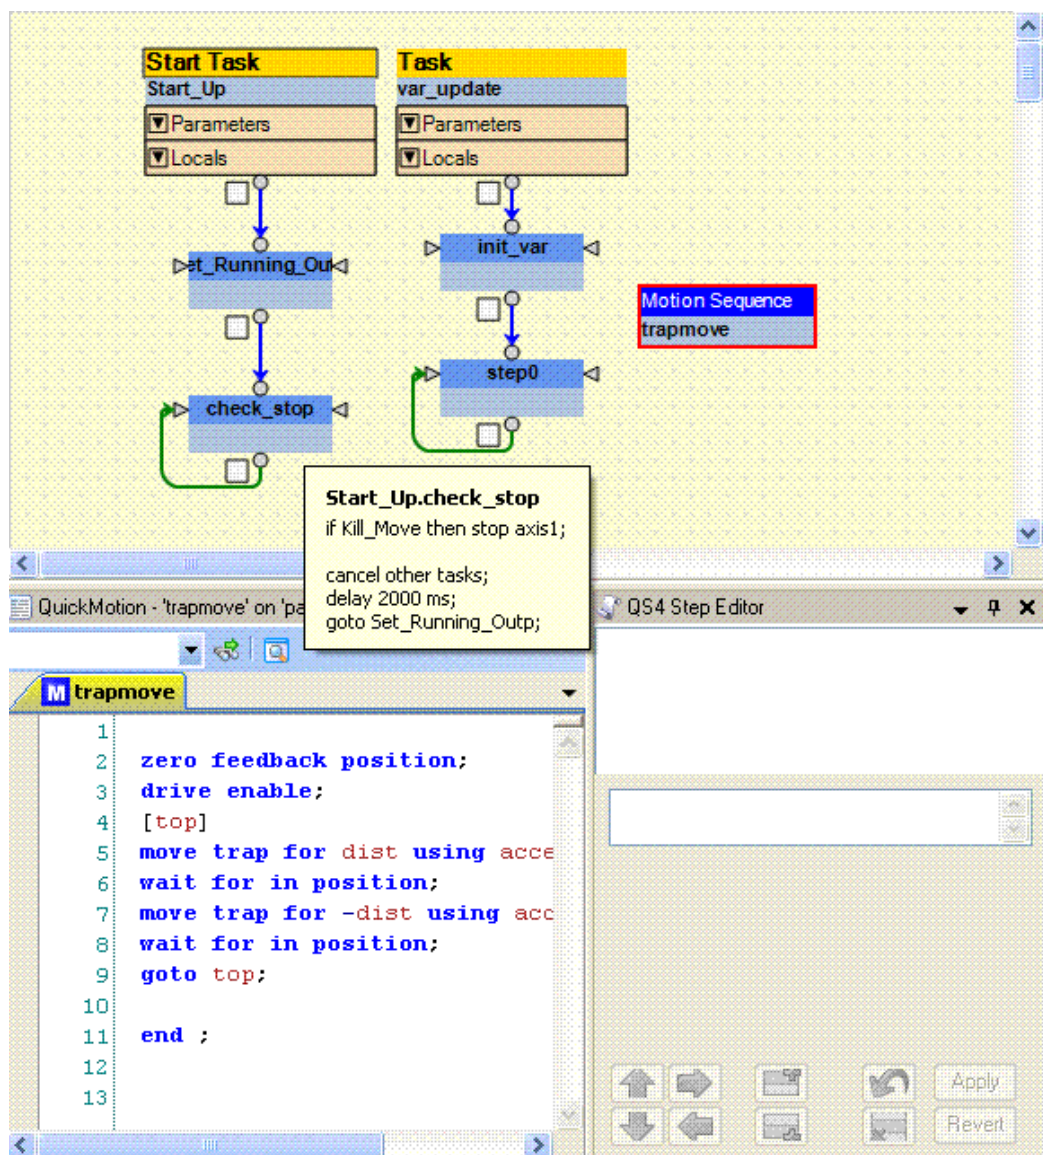 Start Task
Start_Up
Parameters
Locals
et_Running_Ou
check_stop
Task
var_update
Parameters
Locals
init_var
step0
Motion Sequence
trapmove
Start_Up.check_stop
if Kill_Move then stop axis1;
cancel other tasks;
delay 2000 ms;
goto Set_Running_Outp;
QuickMotion - 'trapmove' on 'pa
QS4 Step Editor
M trapmove
1
2 zero feedback position;
3 drive enable;
4 [top]
5 move trap for dist using acce
6 wait for in position;
7 move trap for -dist using acc
8 wait for in position;
9 goto top;
10
11 end ;
12
13
Apply
Revert